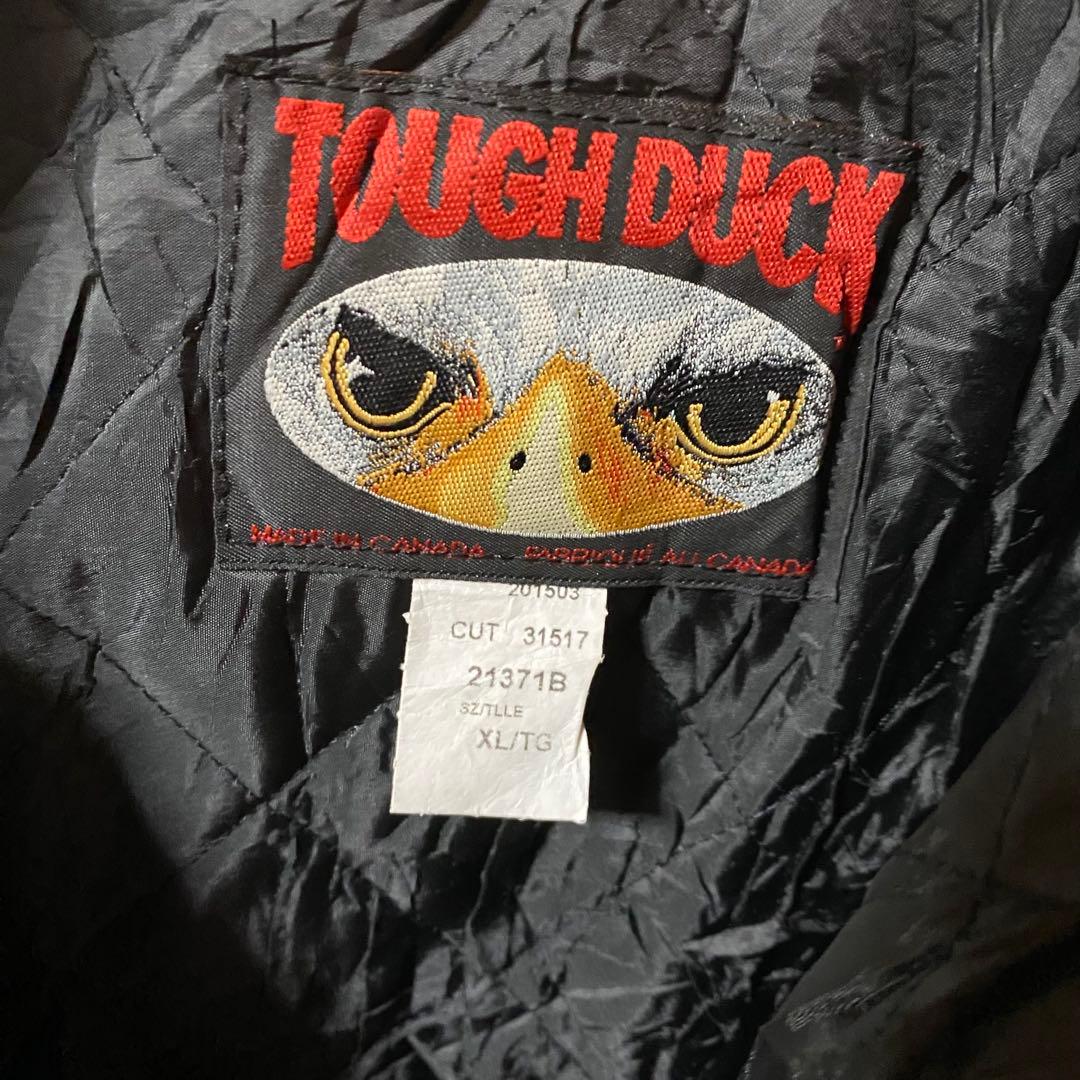 TOUGH DUCK
MADE IN CANADA - FABRIQUÉ AU CANADA
201503
CUT 31517
21371B
SZ/TLLE
XL/TG